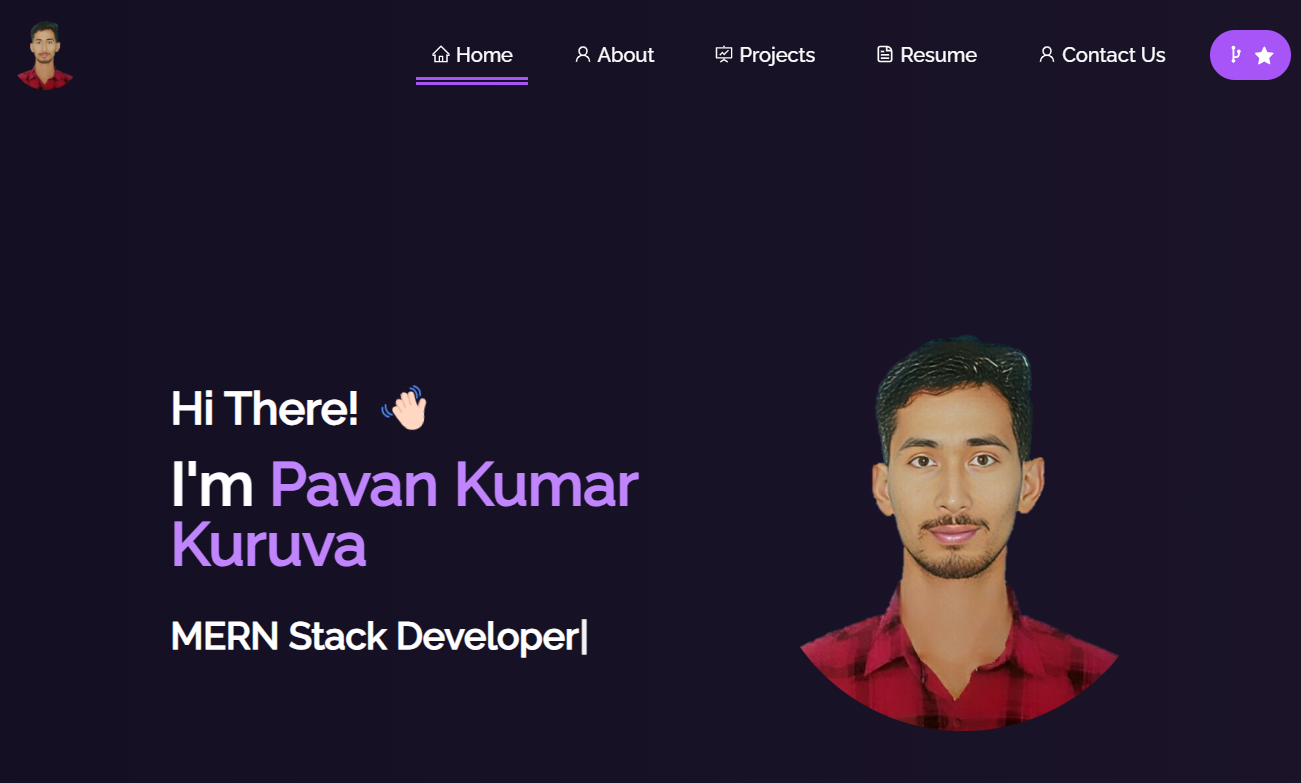 Home About Projects Resume Contact Us
Hi There!
I'm Pavan Kumar
Kuruva
MERN Stack Developer|